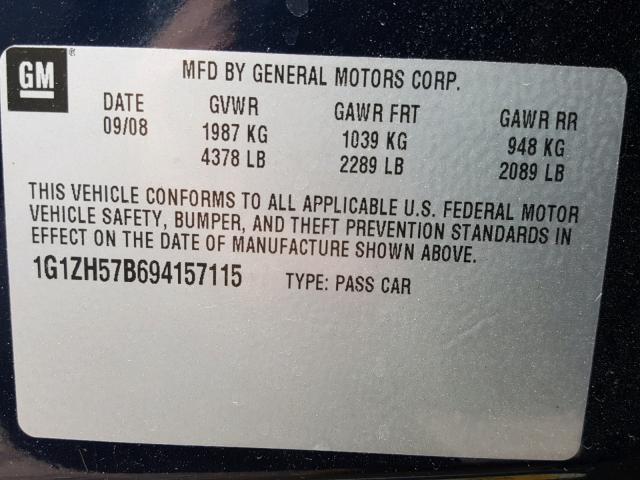 GM ® MFD BY GENERAL MOTORS CORP.
DATE GVWR GAWR FRT GAWR RR
09/08 1987 KG 1039 KG 948 KG
4378 LB 2289 LB 2089 LB
THIS VEHICLE CONFORMS TO ALL APPLICABLE U.S. FEDERAL MOTOR
VEHICLE SAFETY, BUMPER, AND THEFT PREVENTION STANDARDS IN
EFFECT ON THE DATE OF MANUFACTURE SHOWN ABOVE.
1G1ZH57B694157115 TYPE: PASS CAR